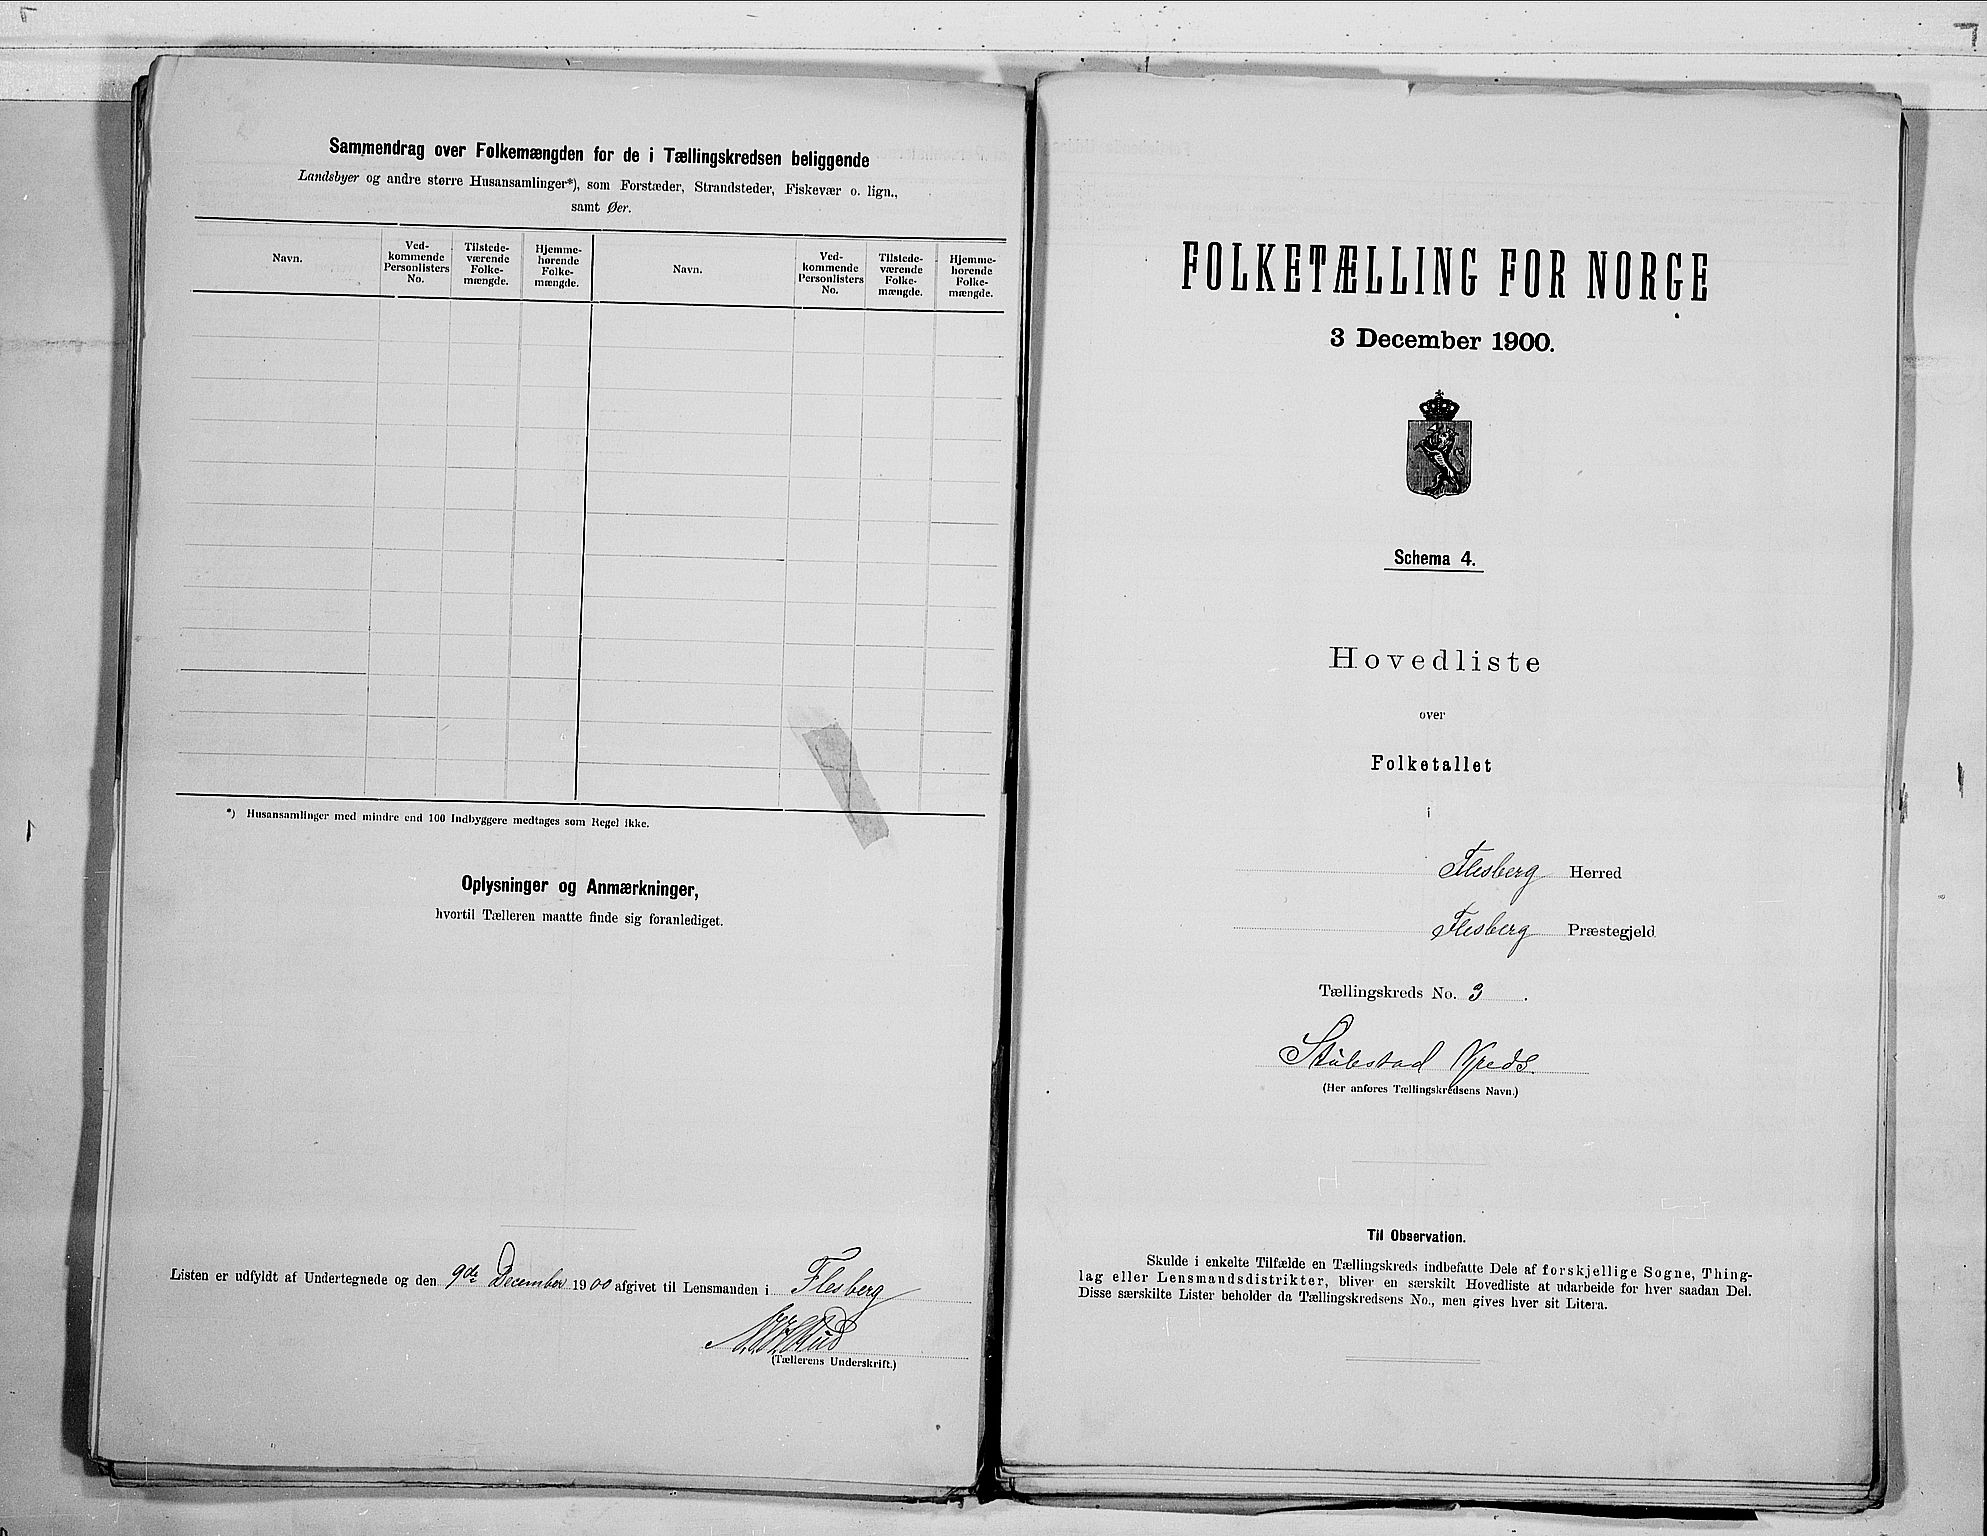 Sammendrag over Folkemængden for de i Tællingskredsen beliggende
Landsbyer og andre større Husansamlinger*), som Forstæder, Strandsteder, Fiskevær o. lign.,
samt Øer.
Navn.
Ved-
kommende
Personlisters
No.
Tilstede-
værende
Folke-
mængde.
Hjemme-
hørende
Folke-
mængde.
Navn.
Ved-
kommende
Personlisters
No.
Tilstede-
værende
Folke-
mængde.
Hjemme-
hørende
Folke-
mængde.
*) Husansamlinger med mindre end 100 Indbyggere medtages som Regel ikke.
Oplysninger og Anmærkninger,
hvortil Tælleren maatte finde sig foranlediget.
Listen er udfyldt af Undertegnede og den 9de December 1900 afgivet til Lensmanden i Flesberg
(Tællerens Underskrift.)
FOLKETÆLLING FOR NORGE
3 December 1900.
Schema 4.
Hovedliste
over
Folketallet
i
Flesberg Herred
Flesberg Præstegjeld
Tællingskreds No. 3.
Stubestad Kreds.
(Her anføres Tællingskredsens Navn.)
Til Observation.
Skulde i enkelte Tilfælde en Tællingskreds indbefatte Dele af forskjellige Sogne, Thing-
lag eller Lensmandsdistrikter, bliver en særskilt Hovedliste at udarbeide for hver saadan Del.
Disse særskilte Lister beholder da Tællingskredsens No., men gives hver sit Litera.